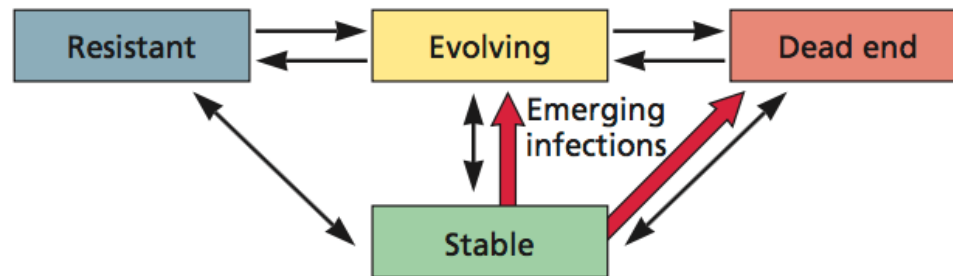 Resistant
Evolving
Dead end
Emerging
infections
Stable